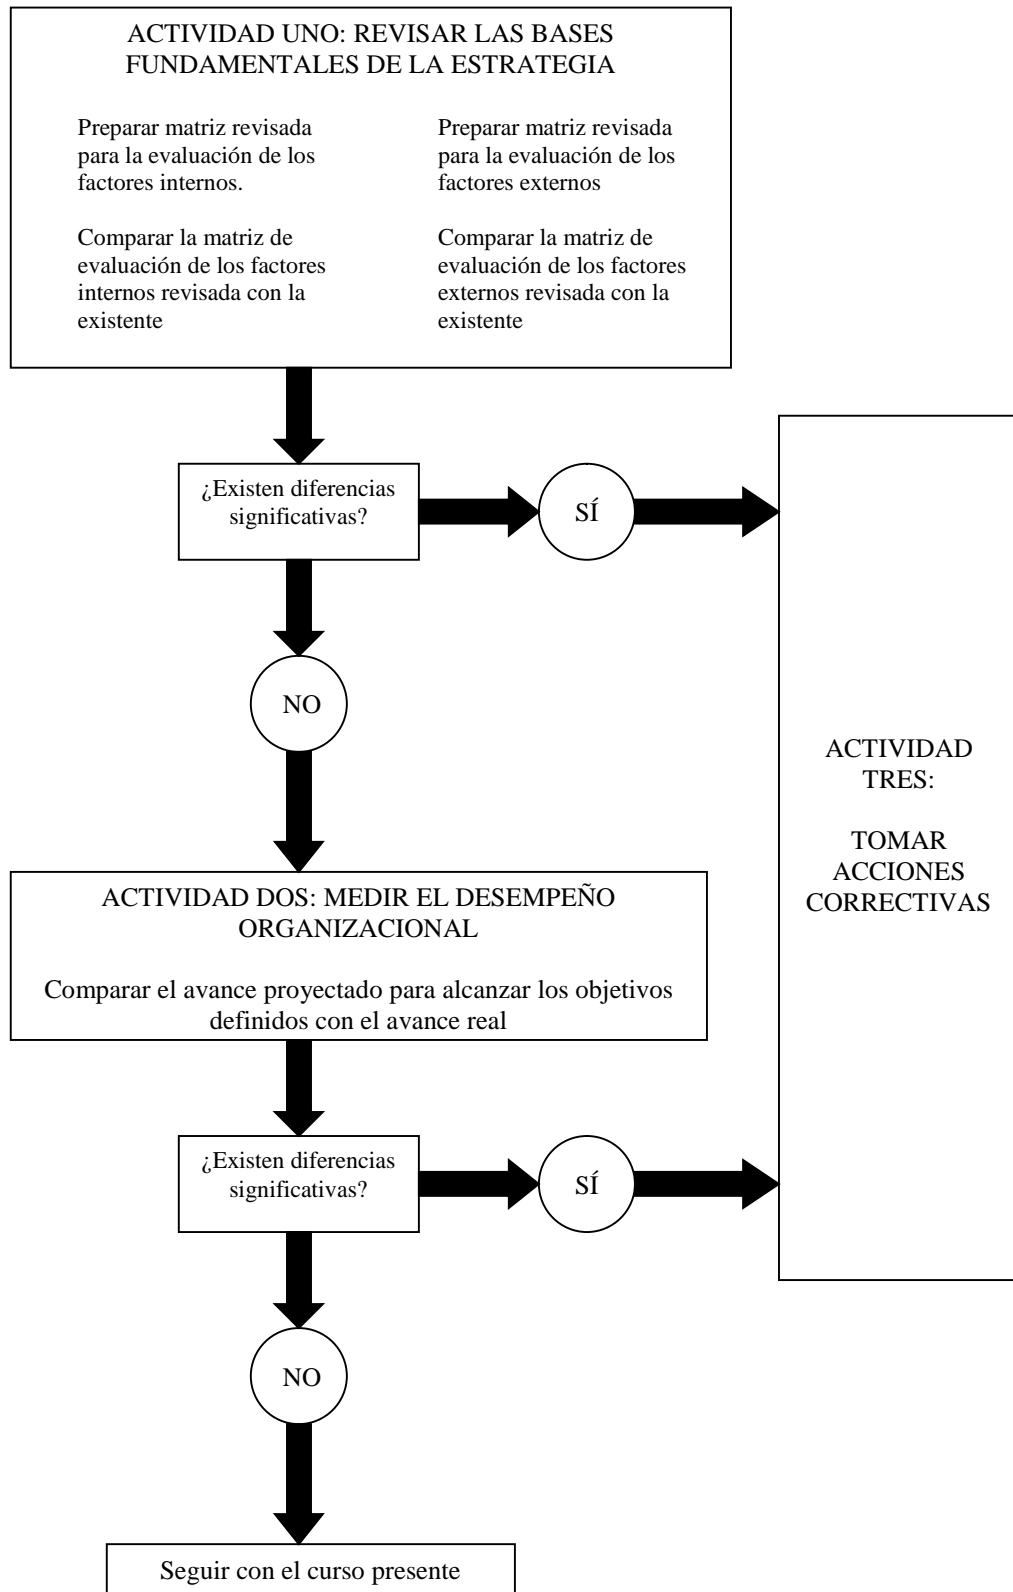 ACTIVIDAD UNO: REVISAR LAS BASES
FUNDAMENTALES DE LA ESTRATEGIA
Preparar matriz revisada
para la evaluación de los
factores internos.
Comparar la matriz de
evaluación de los factores
internos revisada con la
existente
Preparar matriz revisada
para la evaluación de los
factores externos
Comparar la matriz de
evaluación de los factores
externos revisada con la
existente
¿Existen diferencias
significativas?
SÍ
NO
ACTIVIDAD
TRES:
TOMAR
ACCIONES
CORRECTIVAS
ACTIVIDAD DOS: MEDIR EL DESEMPEÑO
ORGANIZACIONAL
Comparar el avance proyectado para alcanzar los objetivos
definidos con el avance real
¿Existen diferencias
significativas?
SÍ
NO
Seguir con el curso presente